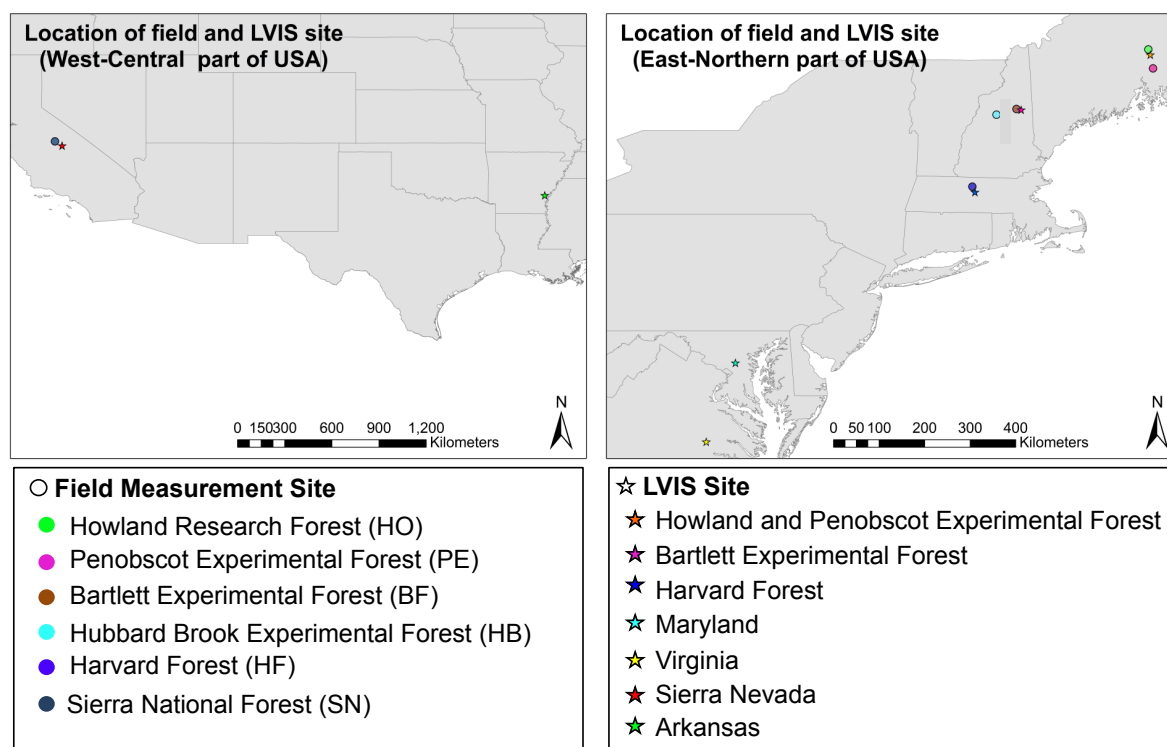 Location of field and LVIS site
(West-Central part of USA)
N
0 150300 600 900 1,200
Kilometers
Location of field and LVIS site
(East-Northern part of USA)
N
0 50 100 200 300 400
Kilometers
Field Measurement Site
Howland Research Forest (HO)
Penobscot Experimental Forest (PE)
Bartlett Experimental Forest (BF)
Hubbard Brook Experimental Forest (HB)
Harvard Forest (HF)
Sierra National Forest (SN)
LVIS Site
Howland and Penobscot Experimental Forest
Bartlett Experimental Forest
Harvard Forest
Maryland
Virginia
Sierra Nevada
Arkansas